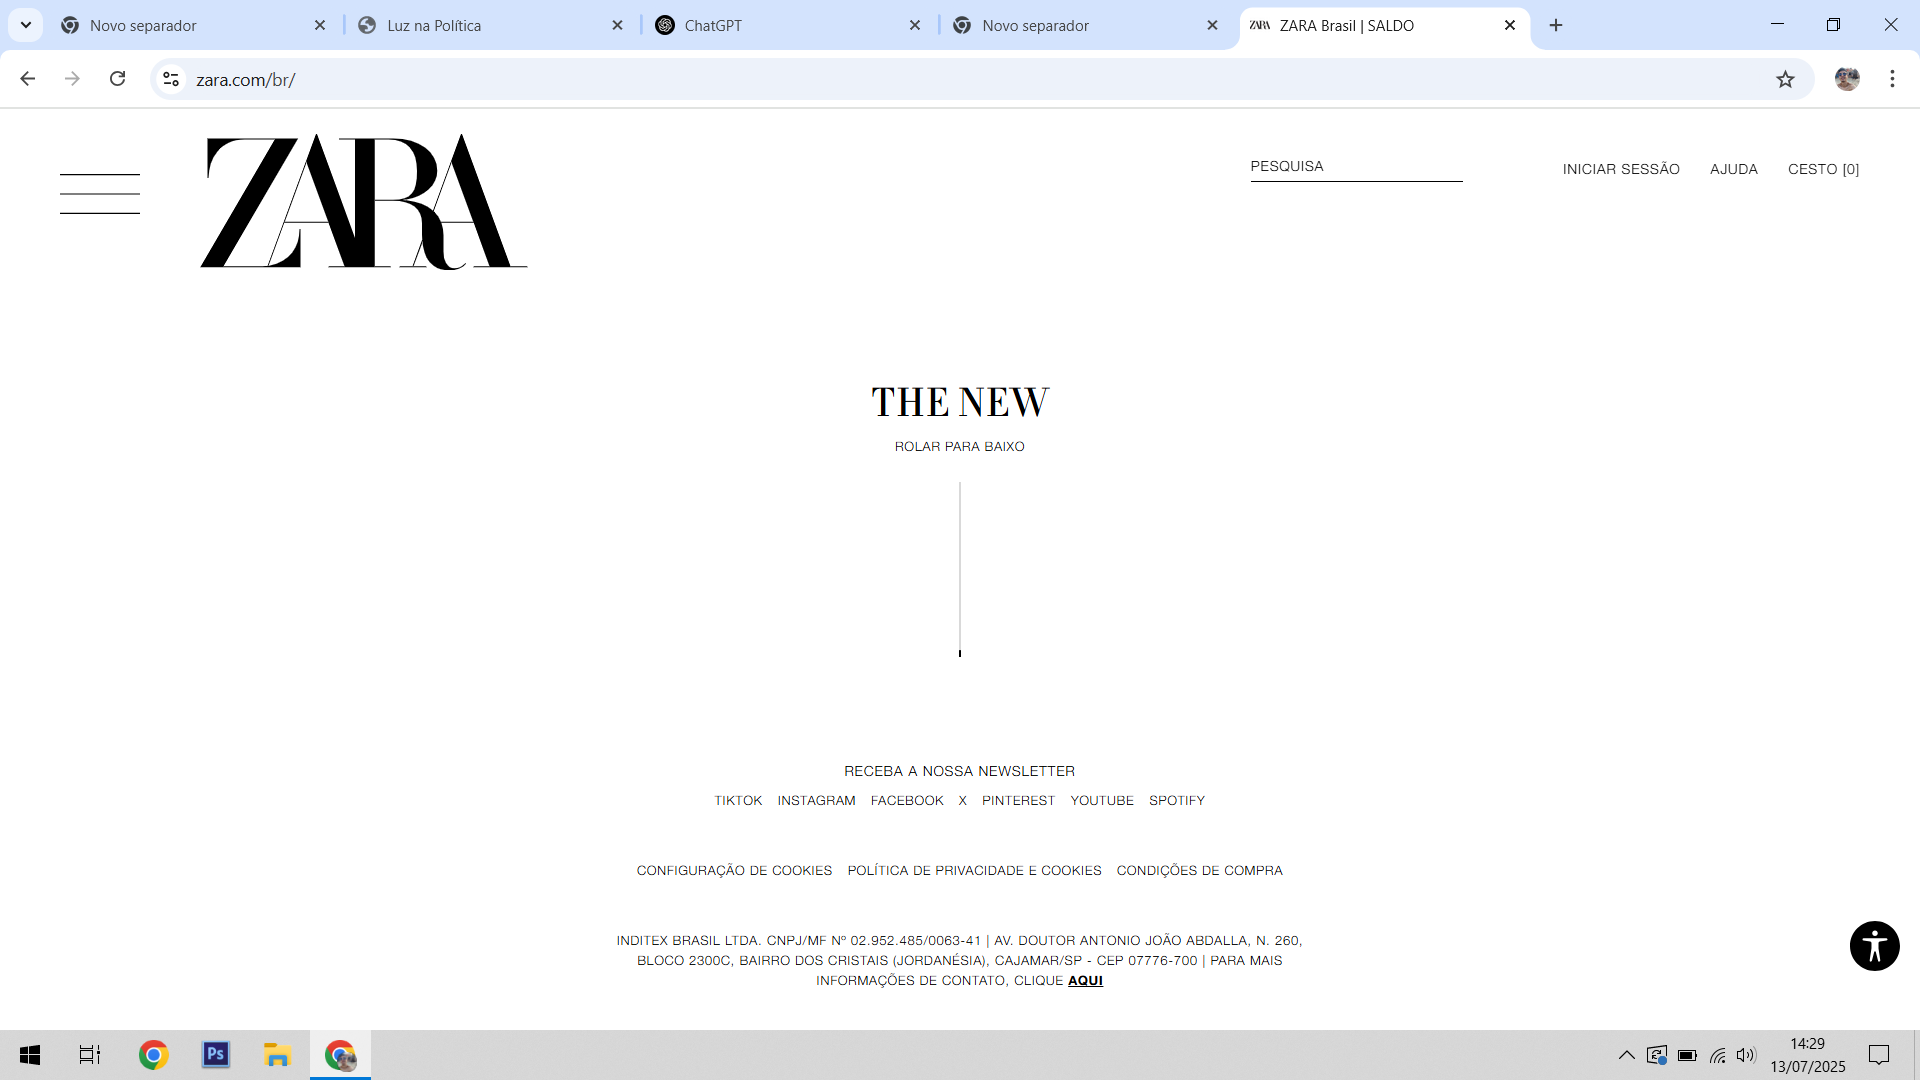 Novo separador
Luz na Política
ChatGPT
Novo separador
ZARA ZARA Brasil | SALDO
zara.com/br/
ZARA
PESQUISA
INICIAR SESSÃO AJUDA CESTO [0]
THE NEW
ROLAR PARA BAIXO
RECEBA A NOSSA NEWSLETTER
TIKTOK INSTAGRAM FACEBOOK X PINTEREST YOUTUBE SPOTIFY
CONFIGURAÇÃO DE COOKIES POLÍTICA DE PRIVACIDADE E COOKIES CONDIÇÕES DE COMPRA
INDITEX BRASIL LTDA. CNPJ/MF Nº 02.952.485/0063-41 | AV. DOUTOR ANTONIO JOÃO ABDALLA, N. 260,
BLOCO 2300C, BAIRRO DOS CRISTAIS (JORDANÉSIA), CAJAMAR/SP - CEP 07776-700 | PARA MAIS
INFORMAÇÕES DE CONTATO, CLIQUE AQUI
Ps
14:29
13/07/2025